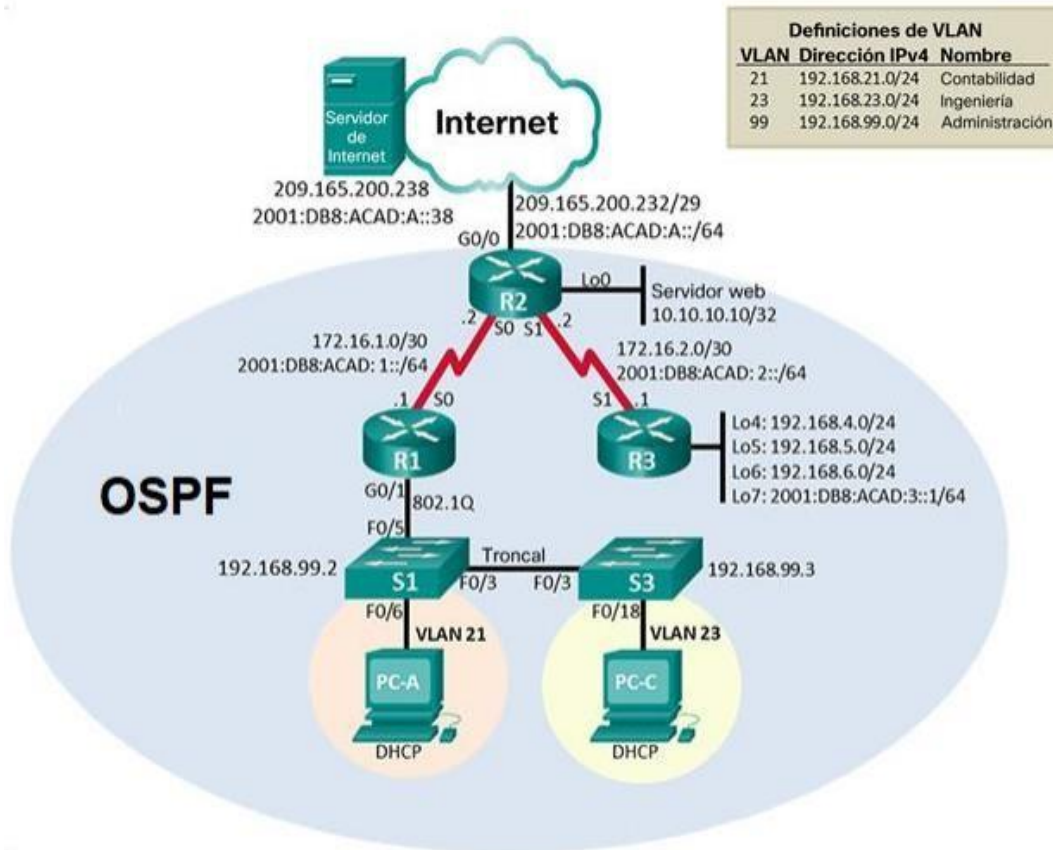 Definiciones de VLAN
VLAN Dirección IPv4 Nombre
21 192.168.21.0/24 Contabilidad
23 192.168.23.0/24 Ingeniería
99 192.168.99.0/24 Administración
Servidor
de
Internet
Internet
209.165.200.238
2001:DB8:ACAD:A::38
209.165.200.232/29
2001:DB8:ACAD:A::/64
G0/0
R2
Lo0
Servidor web
10.10.10.10/32
.2
S0
S1
.2
172.16.1.0/30
2001:DB8:ACAD: 1::/64
172.16.2.0/30
2001:DB8:ACAD: 2::/64
.1
S0
S1
.1
R1
R3
Lo4: 192.168.4.0/24
Lo5: 192.168.5.0/24
Lo6: 192.168.6.0/24
Lo7: 2001:DB8:ACAD:3::1/64
OSPF
G0/1
802.1Q
F0/5
192.168.99.2
S1
F0/3
Troncal
F0/3
S3
192.168.99.3
F0/6
VLAN 21
F0/18
VLAN 23
PC-A
DHCP
PC-C
DHCP